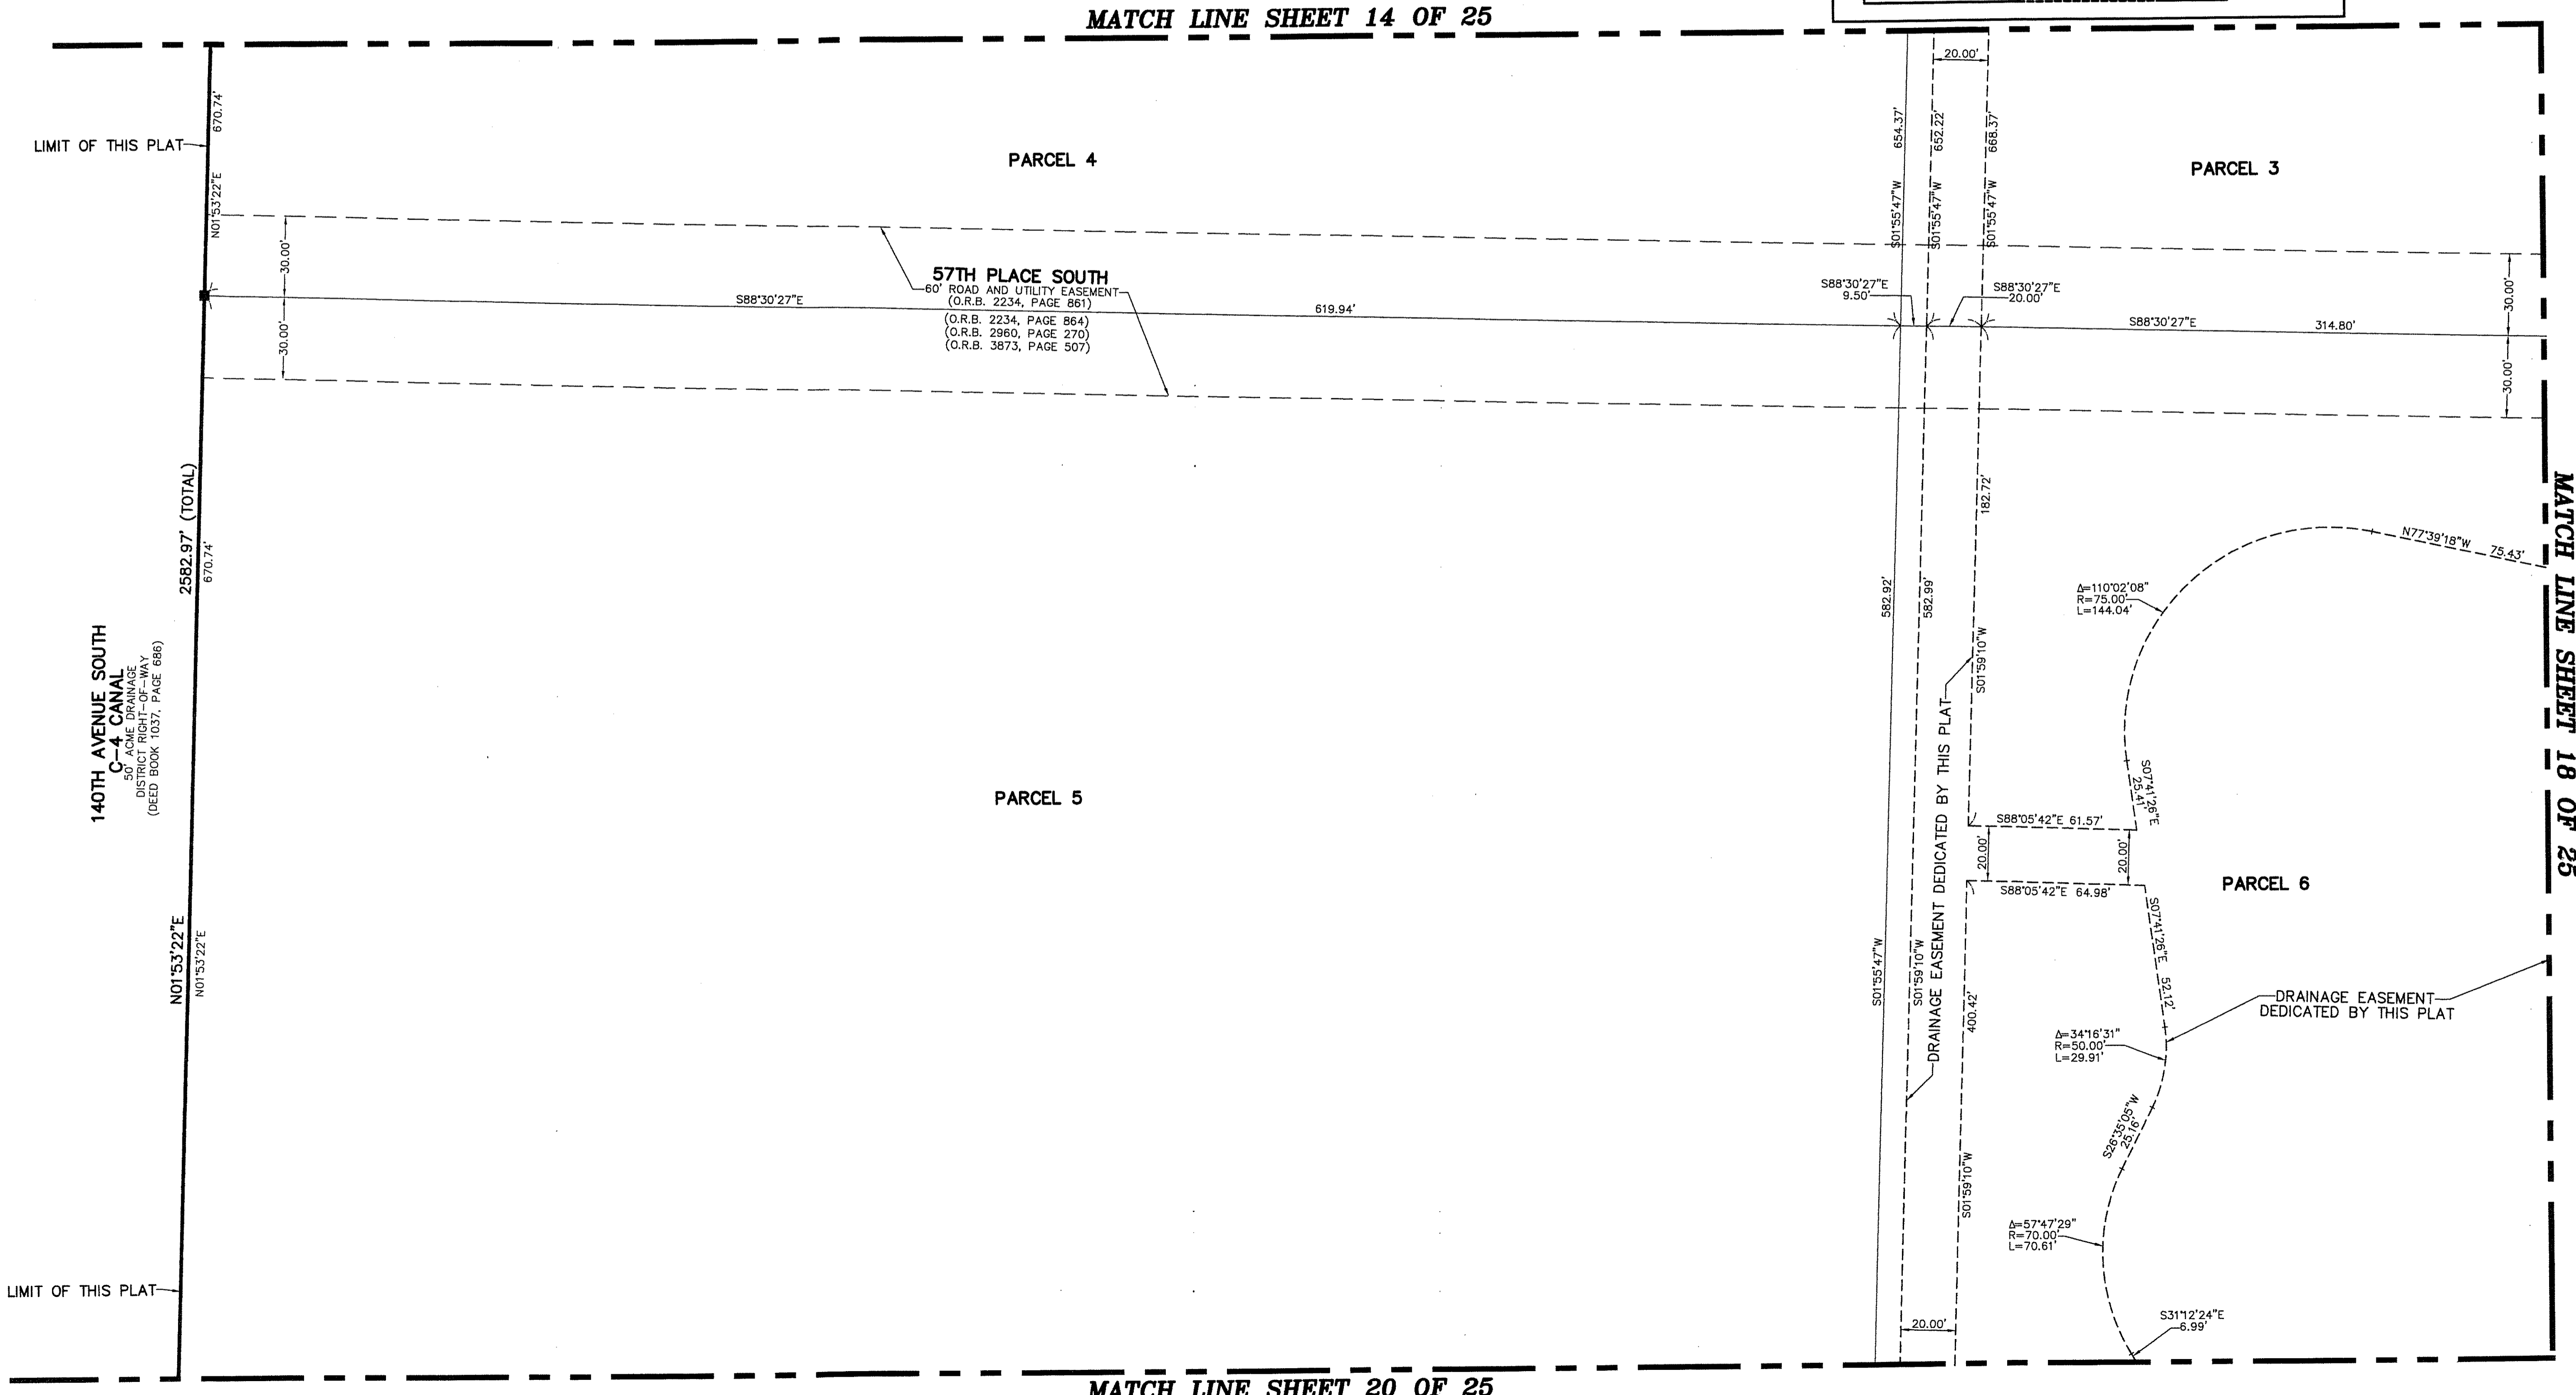 MATCH LINE SHEET 14 OF 25
20.00'
670.74'
LIMIT OF THIS PLAT
N01°53'22"E
PARCEL 4
654.37'
652.22'
668.37'
S01°55'47"W
S01°55'47"W
S01°55'47"W
PARCEL 3
30.00'
30.00'
57TH PLACE SOUTH
60' ROAD AND UTILITY EASEMENT
(O.R.B. 2234, PAGE 861)
S88°30'27"E
619.94'
(O.R.B. 2234, PAGE 864)
(O.R.B. 2960, PAGE 270)
(O.R.B. 3873, PAGE 507)
S88°30'27"E
9.50'
S88°30'27"E
20.00'
S88°30'27"E
314.80'
30.00'
30.00'
2582.97' (TOTAL)
670.74'
140TH AVENUE SOUTH
C-4 CANAL
50' ACME DRAINAGE
DISTRICT RIGHT-OF-WAY
(DEED BOOK 1037, PAGE 686)
N01°53'22"E
N01°53'22"E
PARCEL 5
582.92'
S01°55'47"W
582.99'
S01°59'10"W
DRAINAGE EASEMENT DEDICATED BY THIS PLAT
182.72'
S01°59'10"W
N77°39'18"W 75.43'
Δ=110°02'08"
R=75.00'
L=144.04'
S07°41'26"E
25.41'
S88°05'42"E 61.57'
20.00'
20.00'
S88°05'42"E 64.98'
PARCEL 6
S07°41'26"E 52.12'
400.42'
S01°59'10"W
DRAINAGE EASEMENT
DEDICATED BY THIS PLAT
Δ=34°16'31"
R=50.00'
L=29.91'
S26°35'05"W
25.16'
Δ=57°47'29"
R=70.00'
L=70.61'
S31°12'24"E
6.99'
20.00'
LIMIT OF THIS PLAT
MATCH LINE SHEET 18 OF 25
MATCH LINE SHEET 20 OF 25